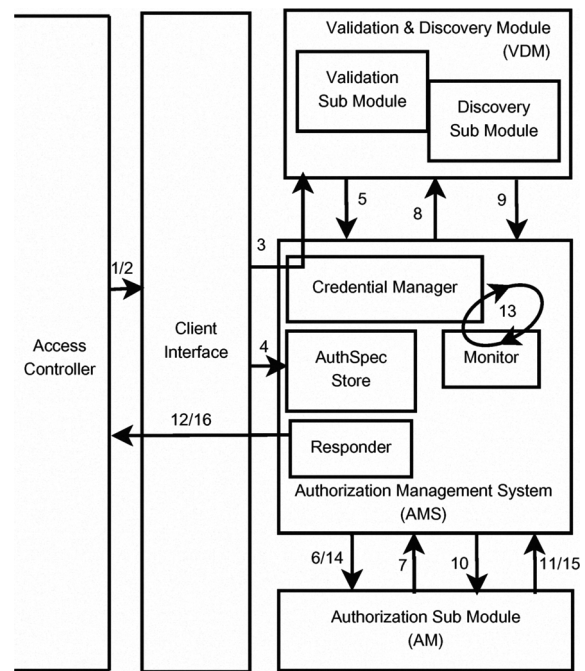 Validation & Discovery Module
(VDM)
Validation
Sub Module
Discovery
Sub Module
5
8
9
3
1/2
Credential Manager
13
Client
Interface
Access
Controller
4
AuthSpec
Store
Monitor
12/16
Responder
Authorization Management System
(AMS)
6/14
7
10
11/15
Authorization Sub Module
(AM)